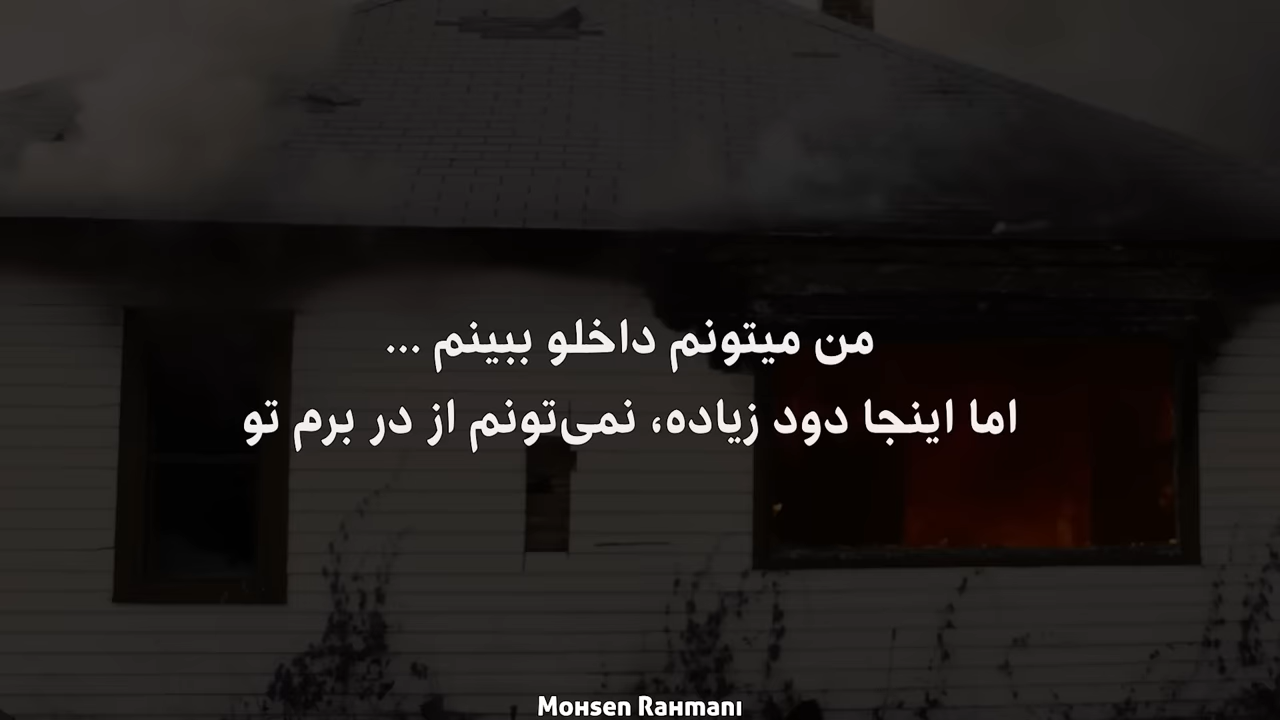 من میتونم داخلو ببینم ...
اما اینجا دود زیاده، نمی‌تونم از در برم تو
Mohsen Rahmani